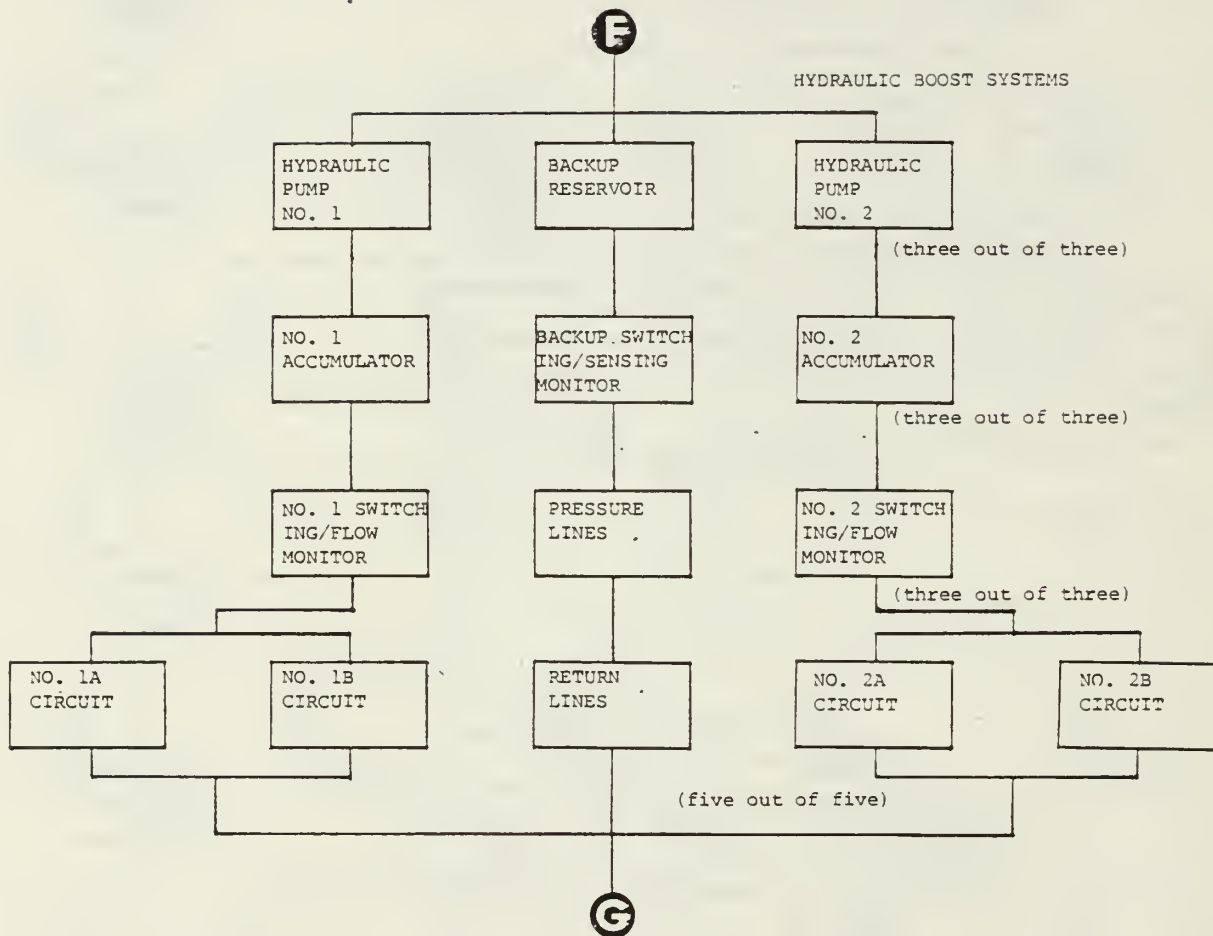 F
HYDRAULIC BOOST SYSTEMS
HYDRAULIC
PUMP
NO. 1
BACKUP
RESERVOIR
HYDRAULIC
PUMP
NO. 2
(three out of three)
NO. 1
ACCUMULATOR
BACKUP SWITCH
ING/SENSING
MONITOR
NO. 2
ACCUMULATOR
(three out of three)
NO. 1 SWITCH
ING/FLOW
MONITOR
PRESSURE
LINES
NO. 2 SWITCH
ING/FLOW
MONITOR
(three out of three)
NO. 1A
CIRCUIT
NO. 1B
CIRCUIT
RETURN
LINES
NO. 2A
CIRCUIT
NO. 2B
CIRCUIT
(five out of five)
G